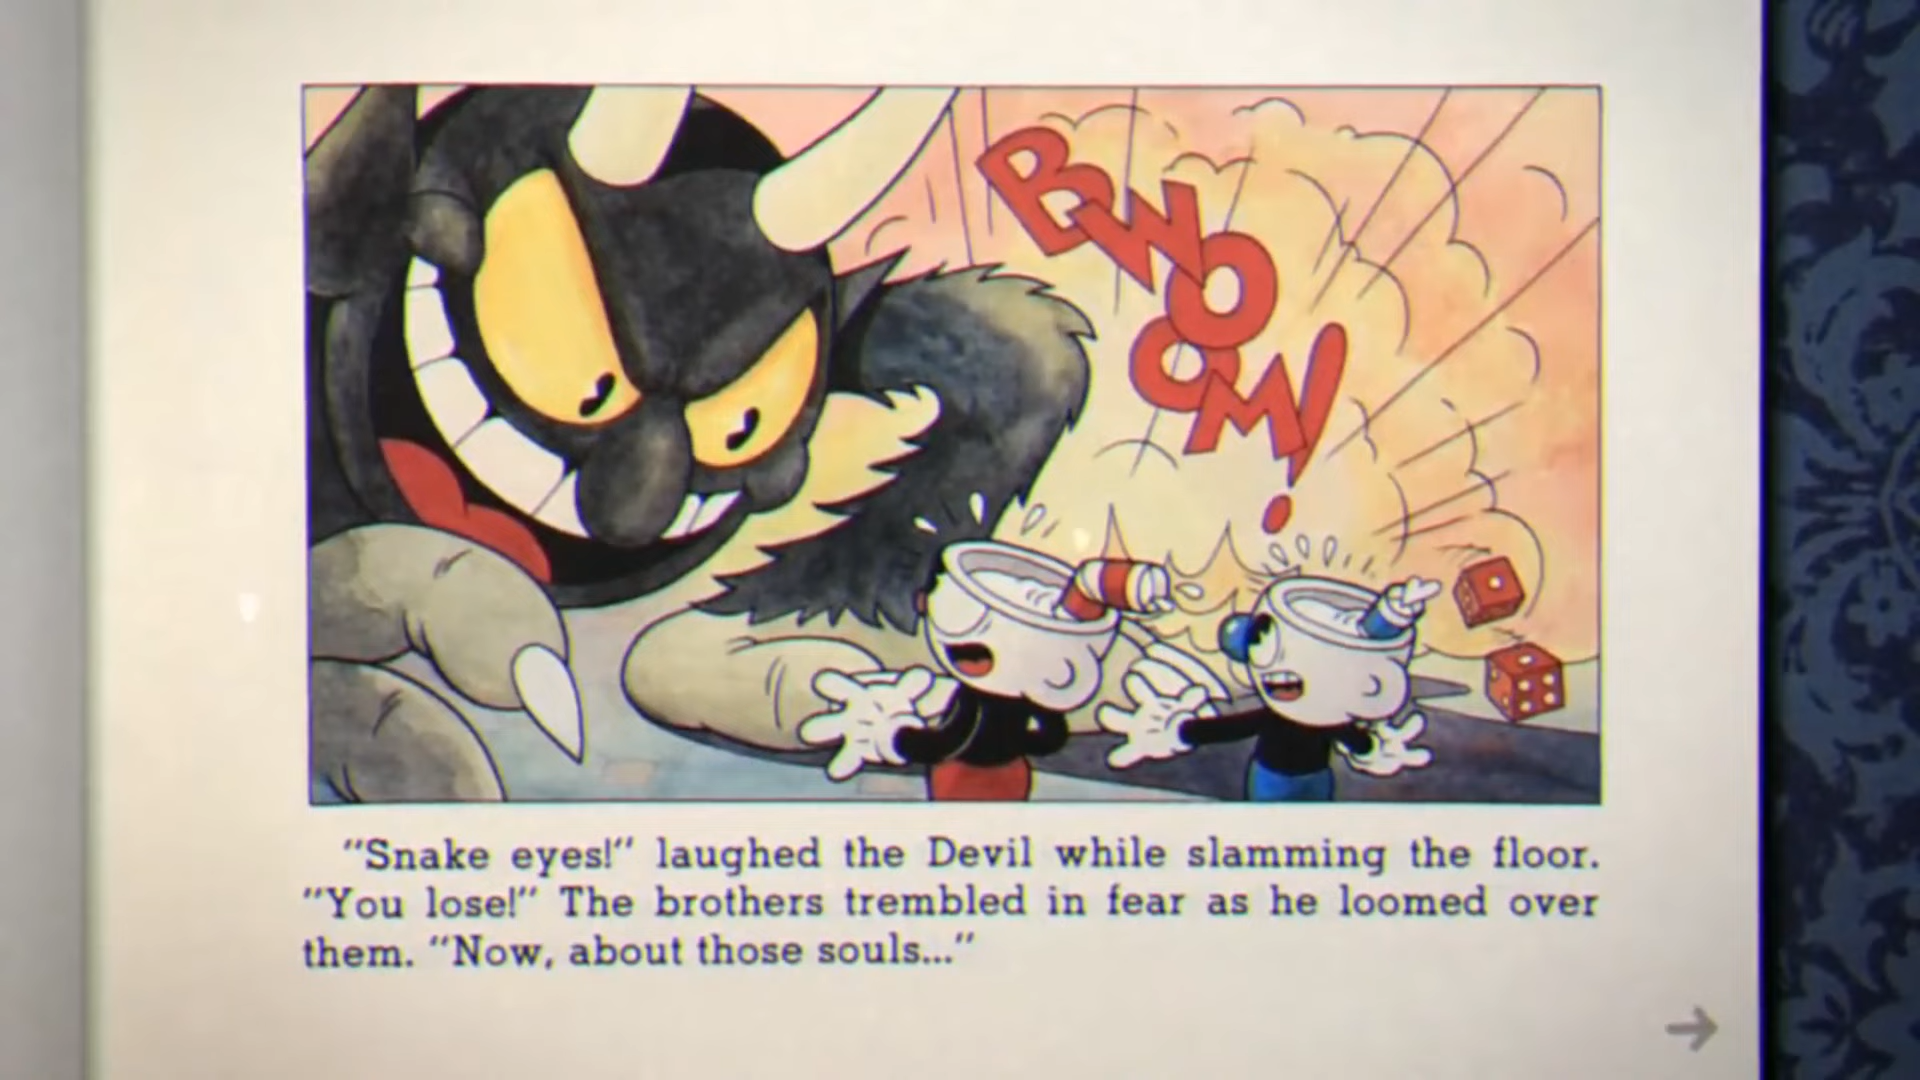 BWOOM!
“Snake eyes!” laughed the Devil while slamming the floor.
“You lose!” The brothers trembled in fear as he loomed over
them. “Now, about those souls...”